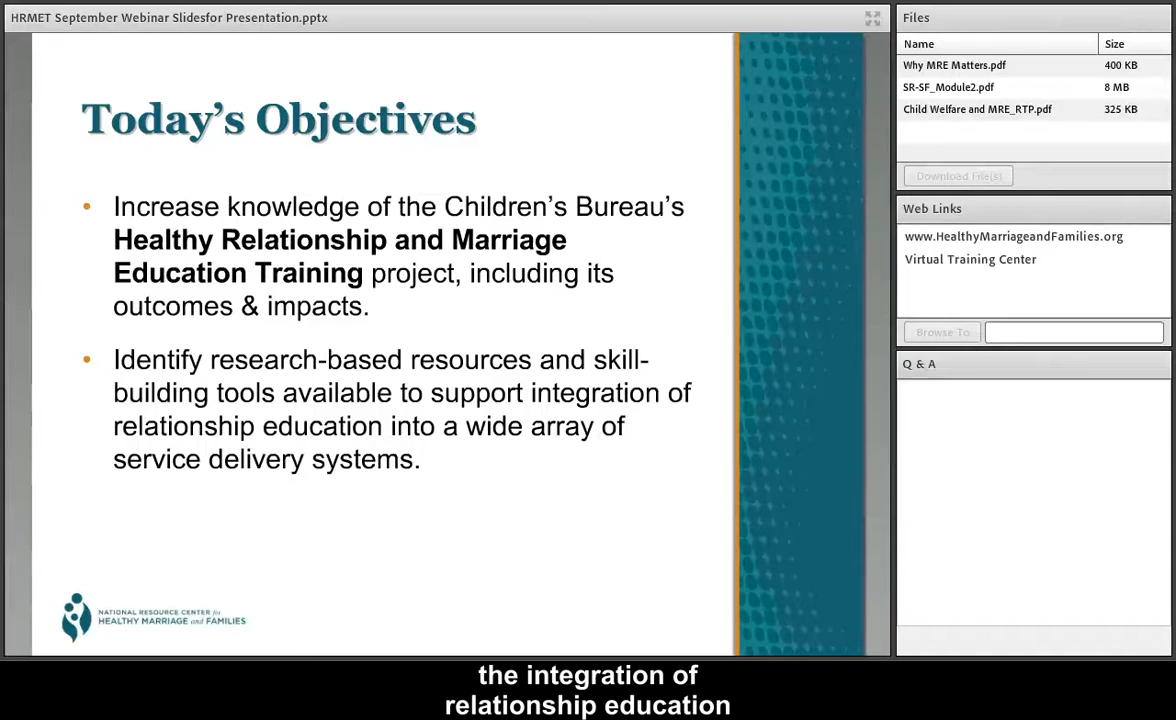 HRMET September Webinar Slidesfor Presentation.pptx
Today's Objectives
• Increase knowledge of the Children's Bureau's
Healthy Relationship and Marriage
Education Training project, including its
outcomes & impacts.
• Identify research-based resources and skill-
building tools available to support integration of
relationship education into a wide array of
service delivery systems.
NATIONAL RESOURCE CENTER for
HEALTHY MARRIAGE and FAMILIES
Files
Name Size
Why MRE Matters.pdf 400 KB
SR-SF_Module2.pdf 8 MB
Child Welfare and MRE_RTP.pdf 325 KB
Download File(s)
Web Links
www.HealthyMarriageandFamilies.org
Virtual Training Center
Browse To
Q & A
the integration of
relationship education